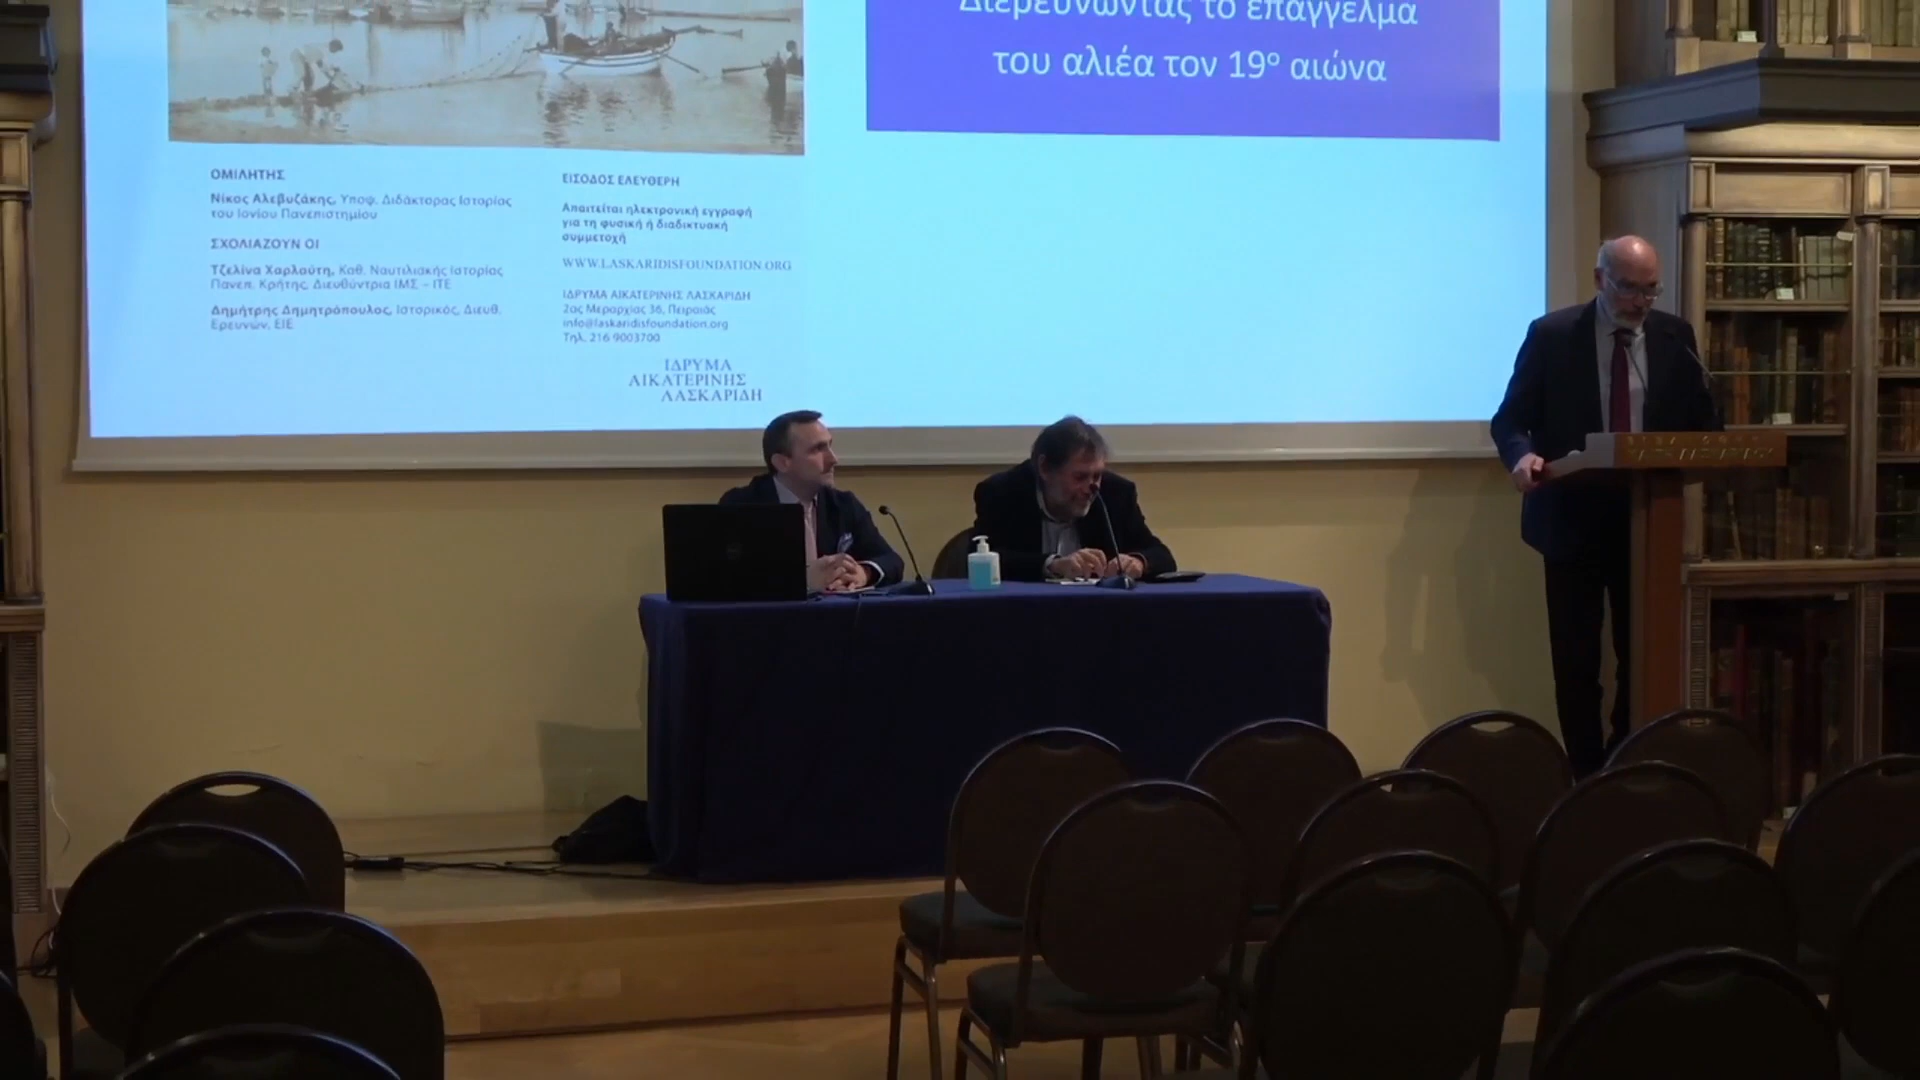 Διερευνώντας το επάγγελμα
του αλιέα τον 19ο αιώνα
ΟΜΙΛΗΤΗΣ
Νίκος Αλεβυζάκης, Υποψ. Διδάκτορας Ιστορίας
του Ιονίου Πανεπιστημίου
ΣΧΟΛΙΑΖΟΥΝ ΟΙ
Τζελίνα Χαρλαύτη, Καθ. Ναυτιλιακής Ιστορίας
Πανεπ. Κρήτης, Διευθύντρια ΙΜΣ – ΙΤΕ
Δημήτρης Δημητρόπουλος, Ιστορικός, Διευθ.
Ερευνών, ΕΙΕ
ΕΙΣΟΔΟΣ ΕΛΕΥΘΕΡΗ
Απαιτείται ηλεκτρονική εγγραφή
για τη φυσική ή διαδικτυακή
συμμετοχή
WWW.LASKARIDISFOUNDATION.ORG
ΙΔΡΥΜΑ ΑΙΚΑΤΕΡΙΝΗΣ ΛΑΣΚΑΡΙΔΗ
2ας Μεραρχίας 36, Πειραιάς
info@laskaridisfoundation.org
Τηλ. 216 9003700
ΙΔΡΥΜΑ
ΑΙΚΑΤΕΡΙΝΗΣ
ΛΑΣΚΑΡΙΔΗ